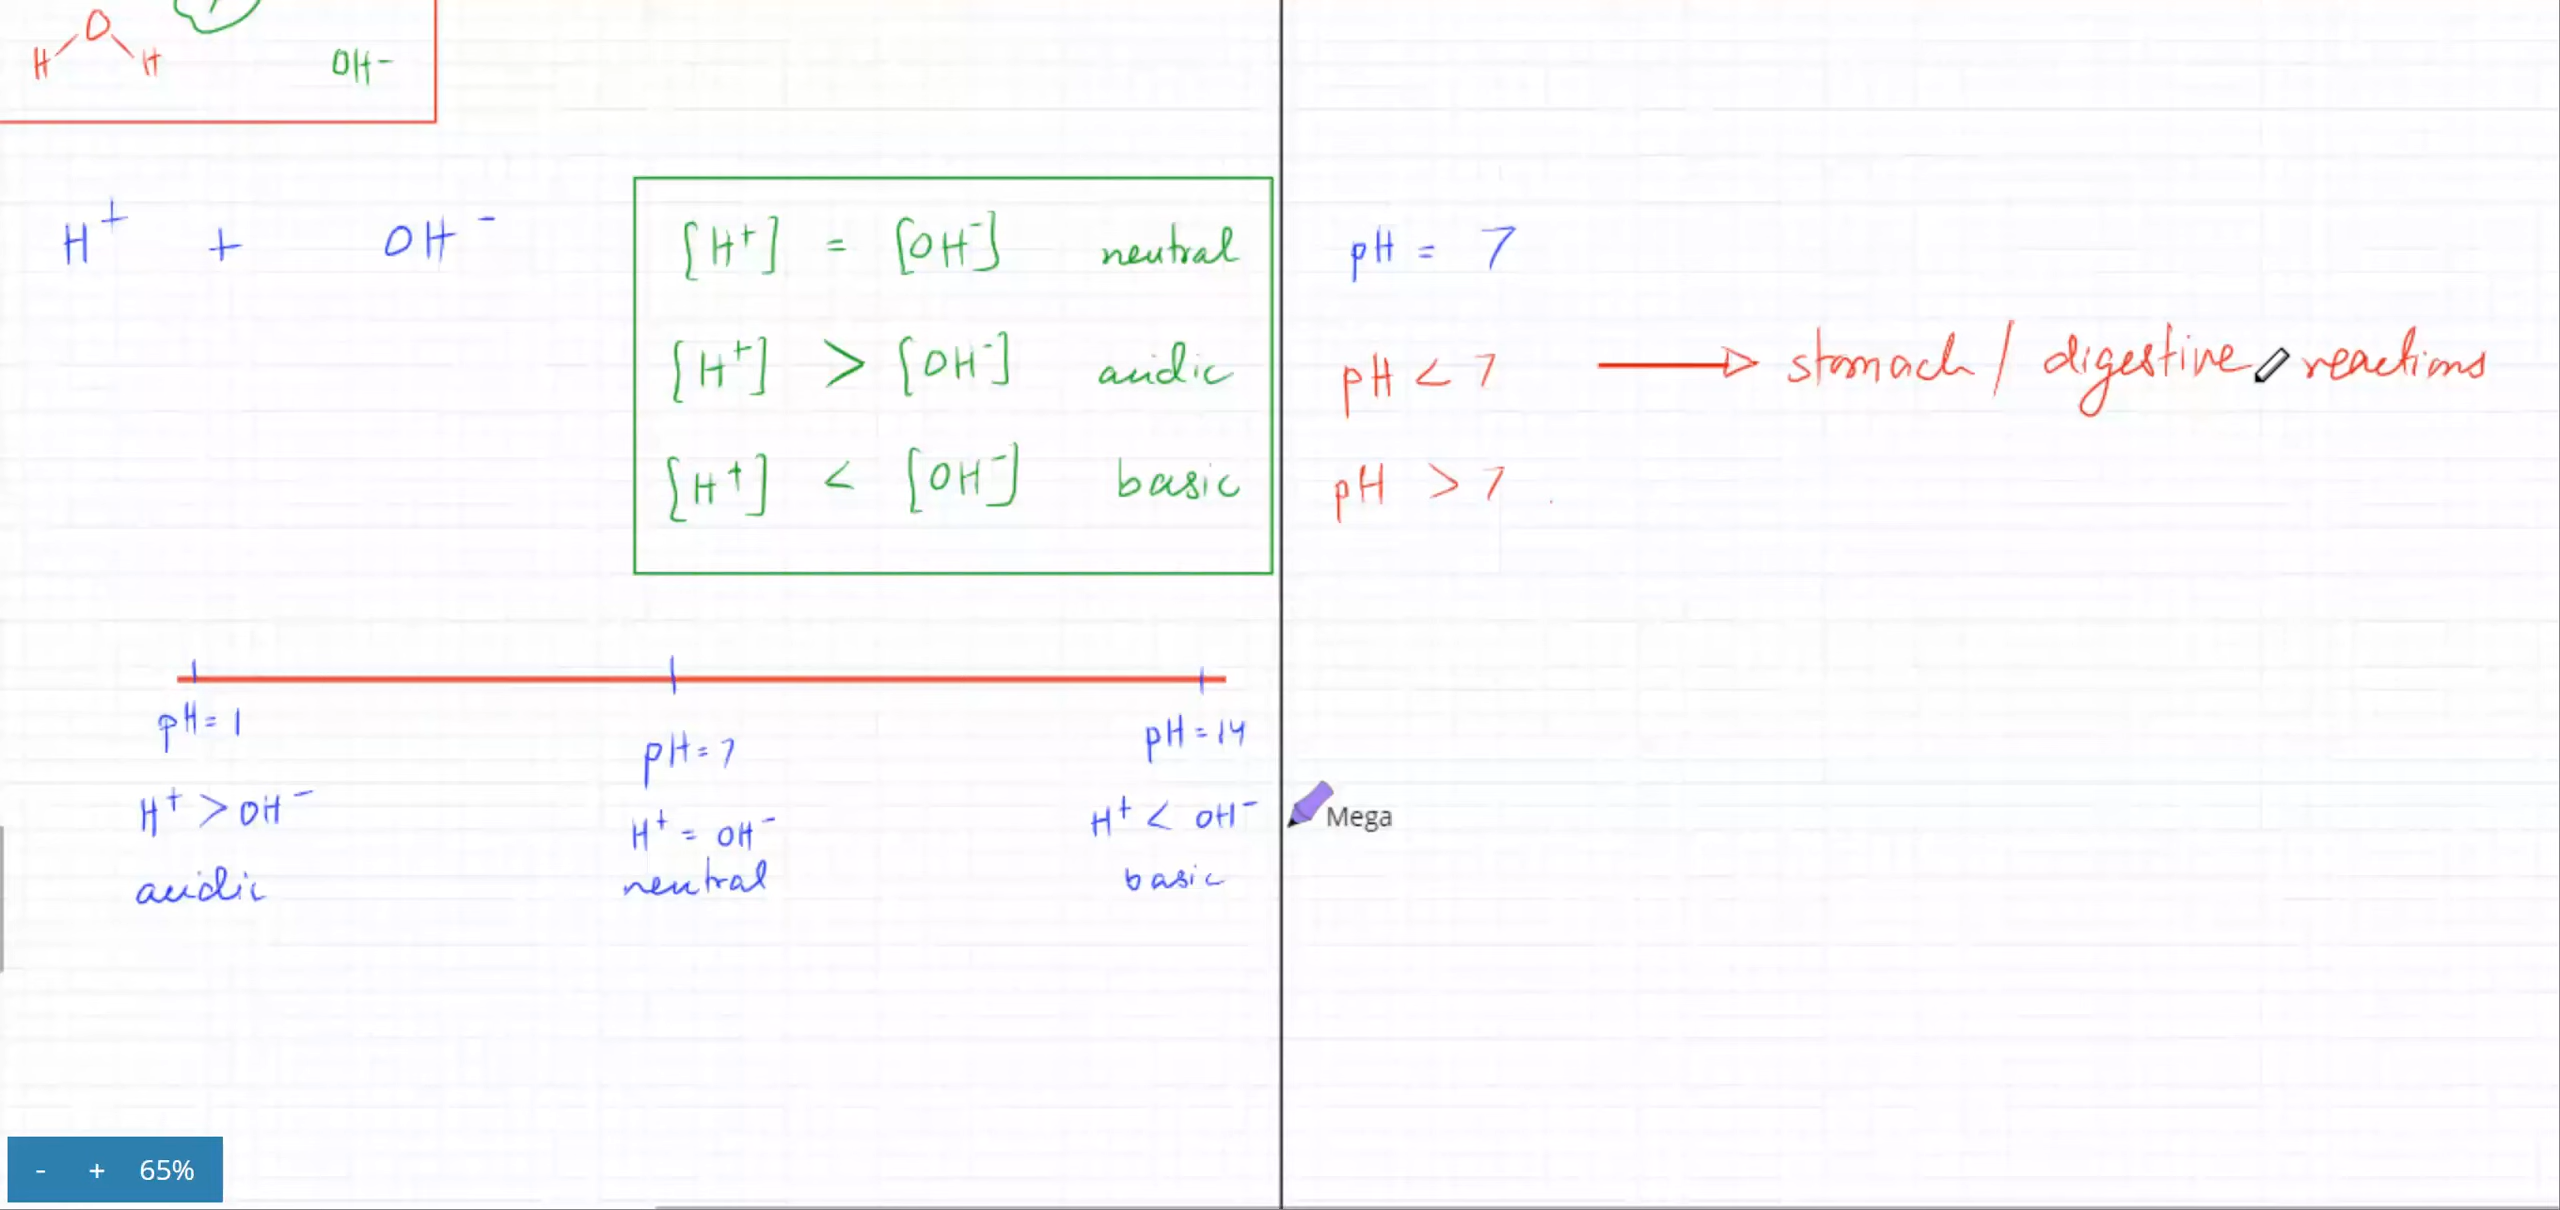 O
H H OH-
H+ + OH-
[H+] = [OH-] neutral pH = 7
[H+] > [OH-] acidic pH < 7 stomach / digestive reactions
[H+] < [OH-] basic pH > 7
pH = 1 pH = 7 pH = 14
H+ > OH- H+ = OH- H+ < OH-
acidic neutral basic
Mega
- + 65%